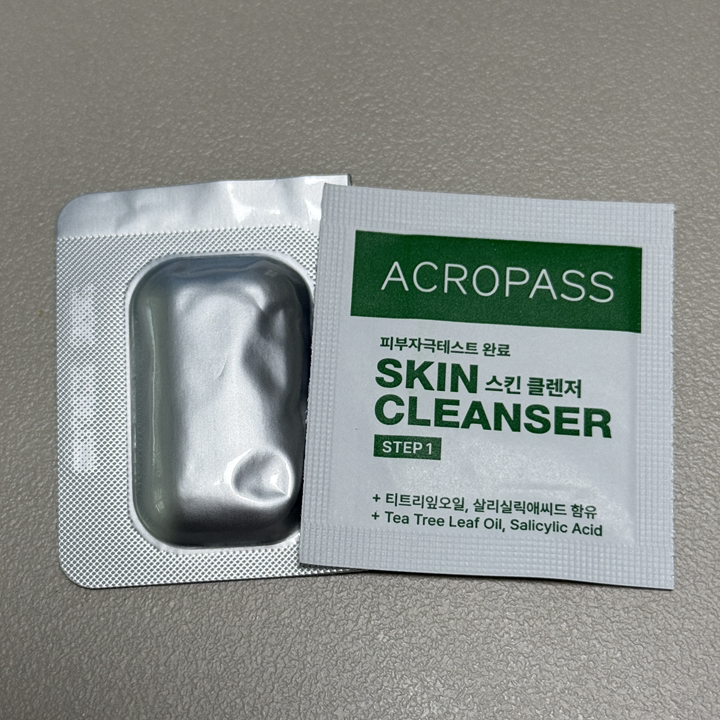 ACROPASS
피부자극테스트 완료
SKIN 스킨 클렌저
CLEANSER
STEP 1
+ 티트리잎오일, 살리실릭애씨드 함유
+ Tea Tree Leaf Oil, Salicylic Acid